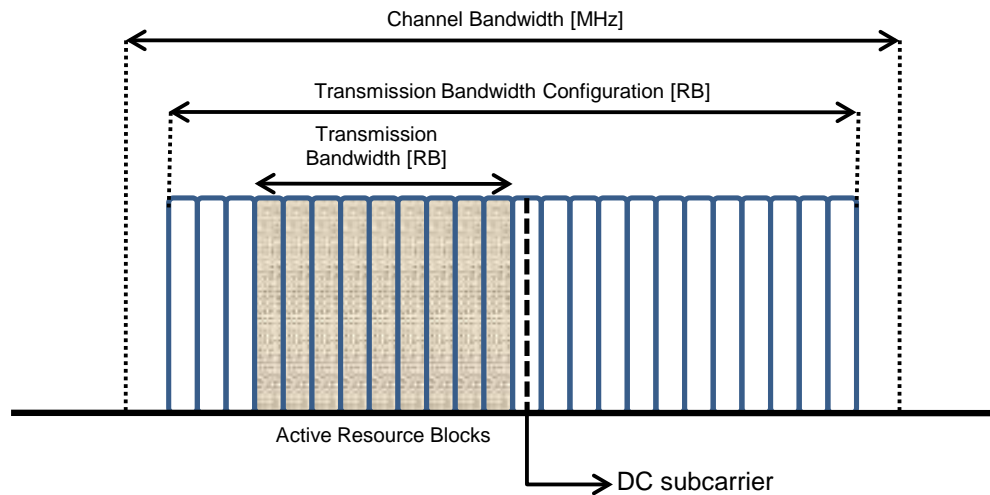 Channel Bandwidth [MHz]
Transmission Bandwidth Configuration [RB]
Transmission
Bandwidth [RB]
Active Resource Blocks
DC subcarrier